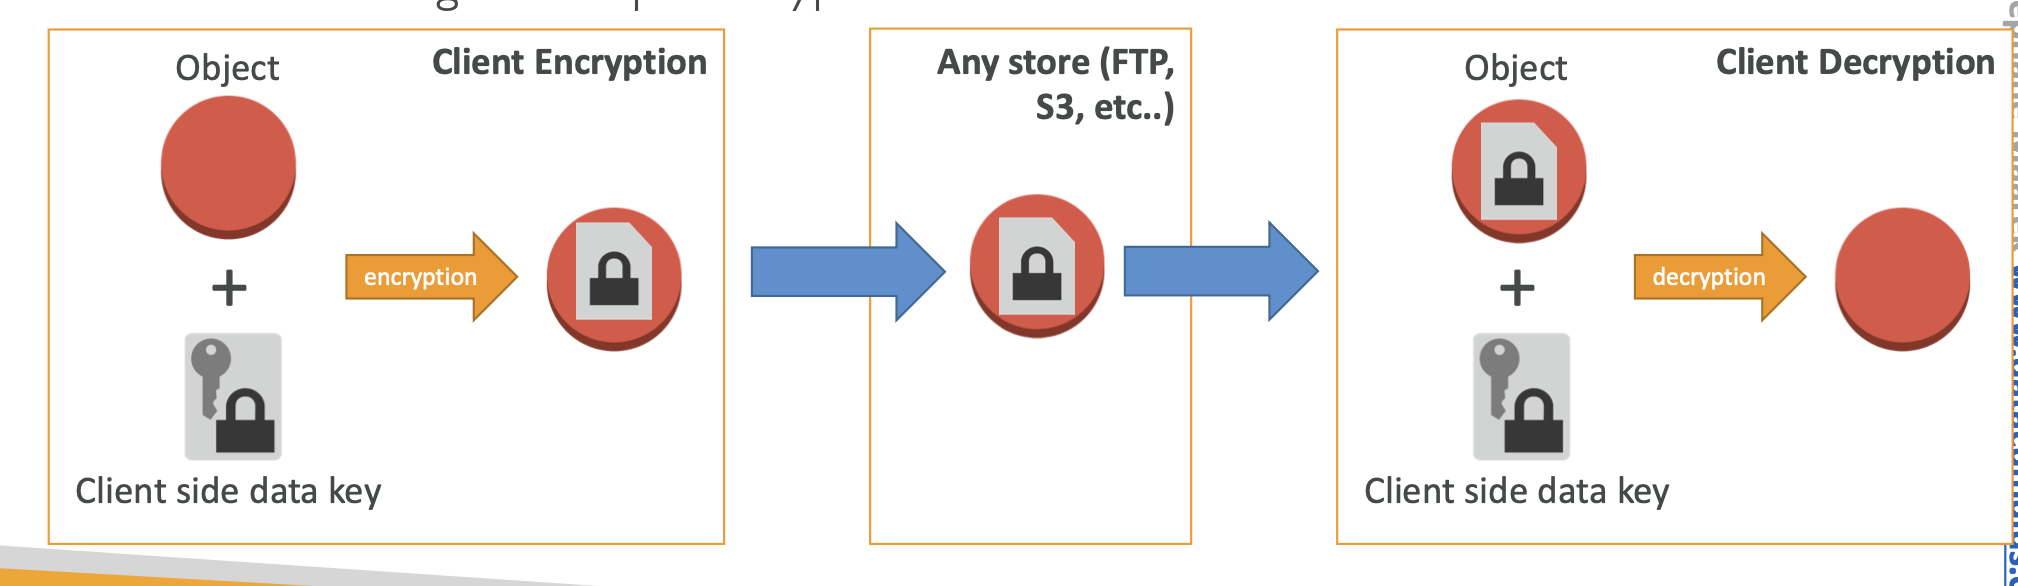 Object
Client Encryption
encryption
Client side data key
+
Any store (FTP,
S3, etc..)
Object
Client Decryption
decryption
Client side data key
+